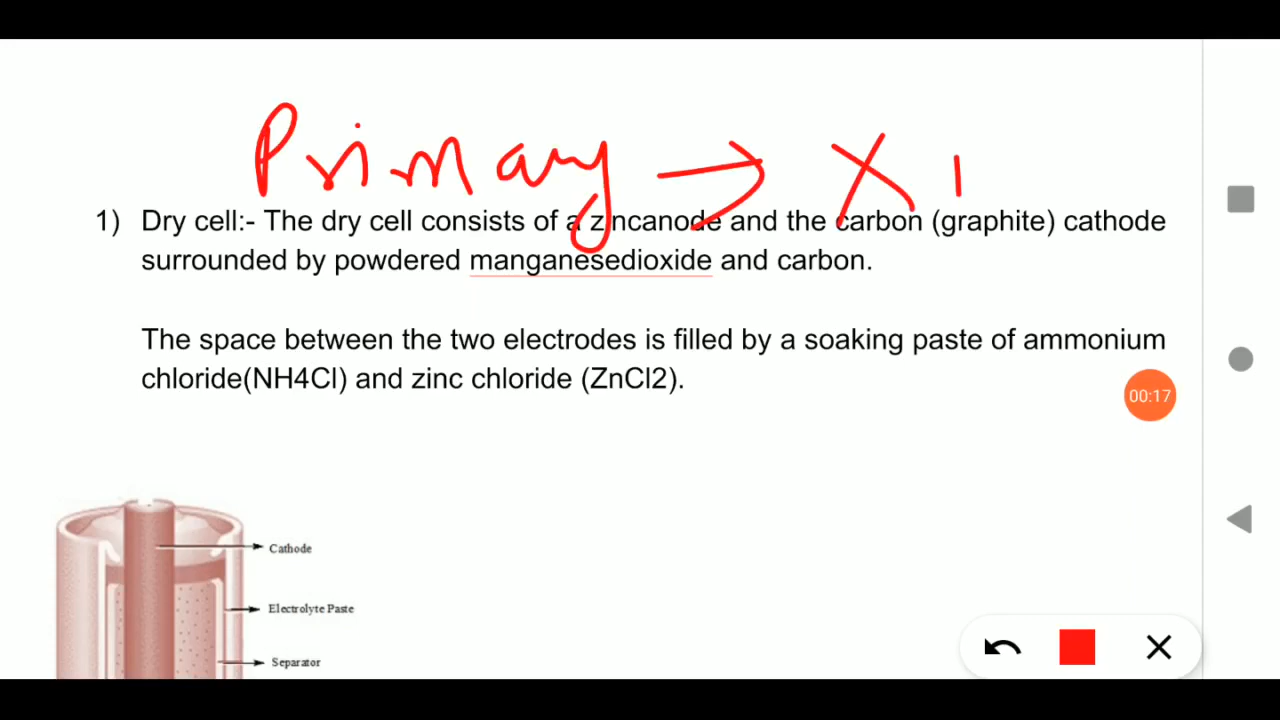 Primary → X
1) Dry cell:- The dry cell consists of a zincanode and the carbon (graphite) cathode
surrounded by powdered manganesedioxide and carbon.
The space between the two electrodes is filled by a soaking paste of ammonium
chloride(NH4Cl) and zinc chloride (ZnCl2).
00:17
Cathode
Electrolyte Paste
Separator